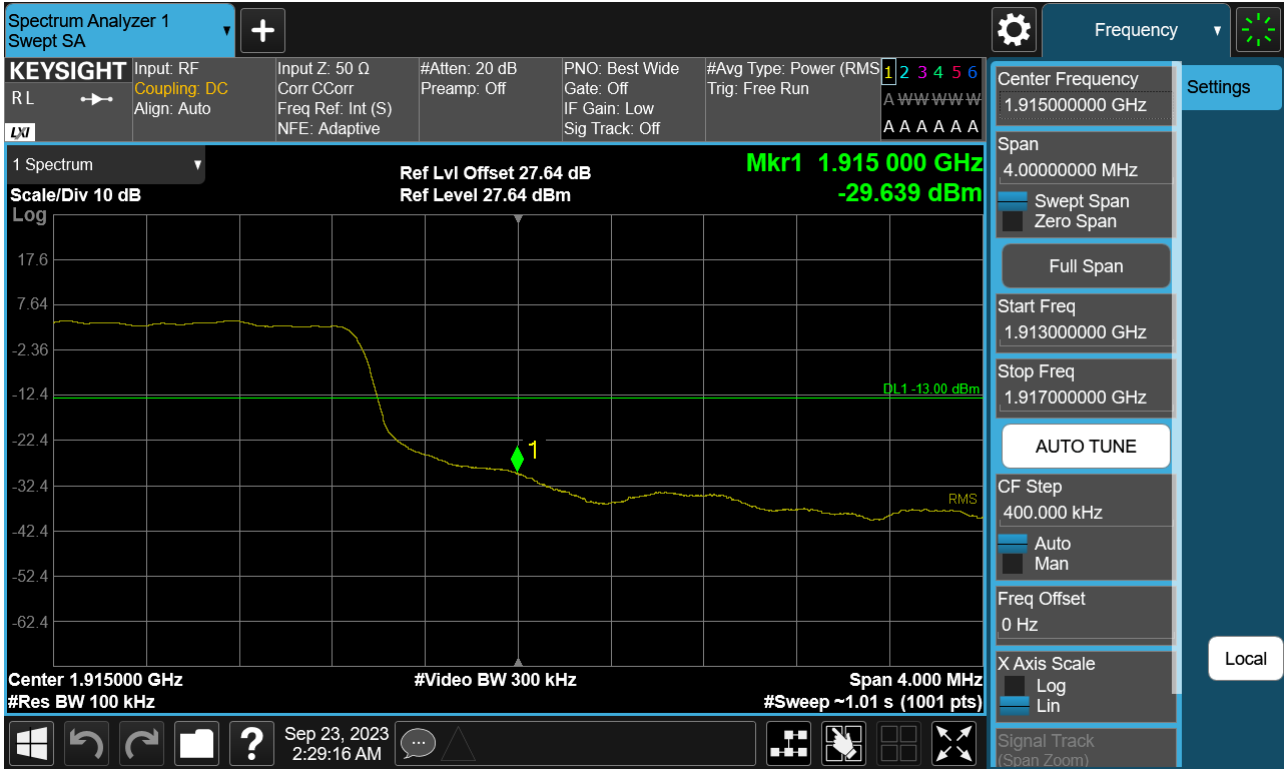 Spectrum Analyzer 1
Swept SA
Frequency
KEYSIGHT
RL
LXI
Input: RF
Coupling: DC
Align: Auto
Input Z: 50 Ω
Corr CCorr
Freq Ref: Int (S)
NFE: Adaptive
#Atten: 20 dB
Preamp: Off
PNO: Best Wide
Gate: Off
IF Gain: Low
Sig Track: Off
#Avg Type: Power (RMS
Trig: Free Run
1 2 3 4 5 6
A W W W W W
A A A A A A
1 Spectrum
Scale/Div 10 dB
Log
Ref Lvl Offset 27.64 dB
Ref Level 27.64 dBm
Mkr1 1.915 000 GHz
-29.639 dBm
17.6
7.64
-2.36
-12.4
-22.4
-32.4
-42.4
-52.4
-62.4
DL1 -13.00 dBm
1
RMS
Center 1.915000 GHz
#Res BW 100 kHz
#Video BW 300 kHz
Span 4.000 MHz
#Sweep ~1.01 s (1001 pts)
?
Sep 23, 2023
2:29:16 AM
Center Frequency
1.915000000 GHz
Span
4.00000000 MHz
Swept Span
Zero Span
Full Span
Start Freq
1.913000000 GHz
Stop Freq
1.917000000 GHz
AUTO TUNE
CF Step
400.000 kHz
Auto
Man
Freq Offset
0 Hz
X Axis Scale
Log
Lin
Signal Track
(Span Zoom)
Settings
Local